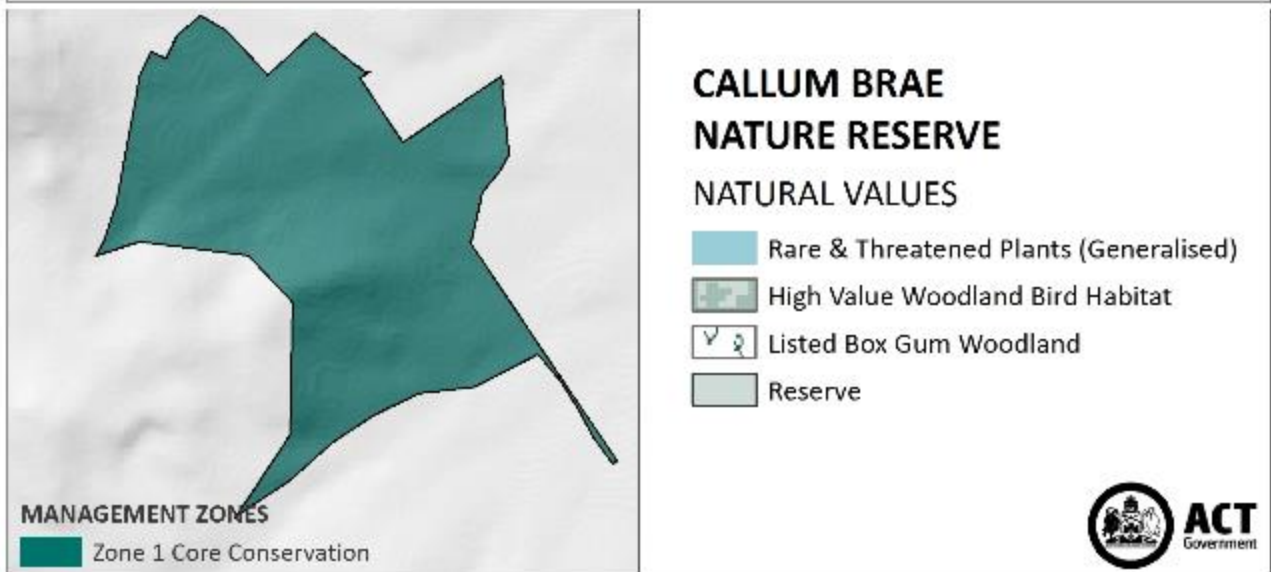 MANAGEMENT ZONES
Zone 1 Core Conservation
CALLUM BRAE
NATURE RESERVE
NATURAL VALUES
Rare & Threatened Plants (Generalised)
High Value Woodland Bird Habitat
Listed Box Gum Woodland
Reserve
ACT
Government